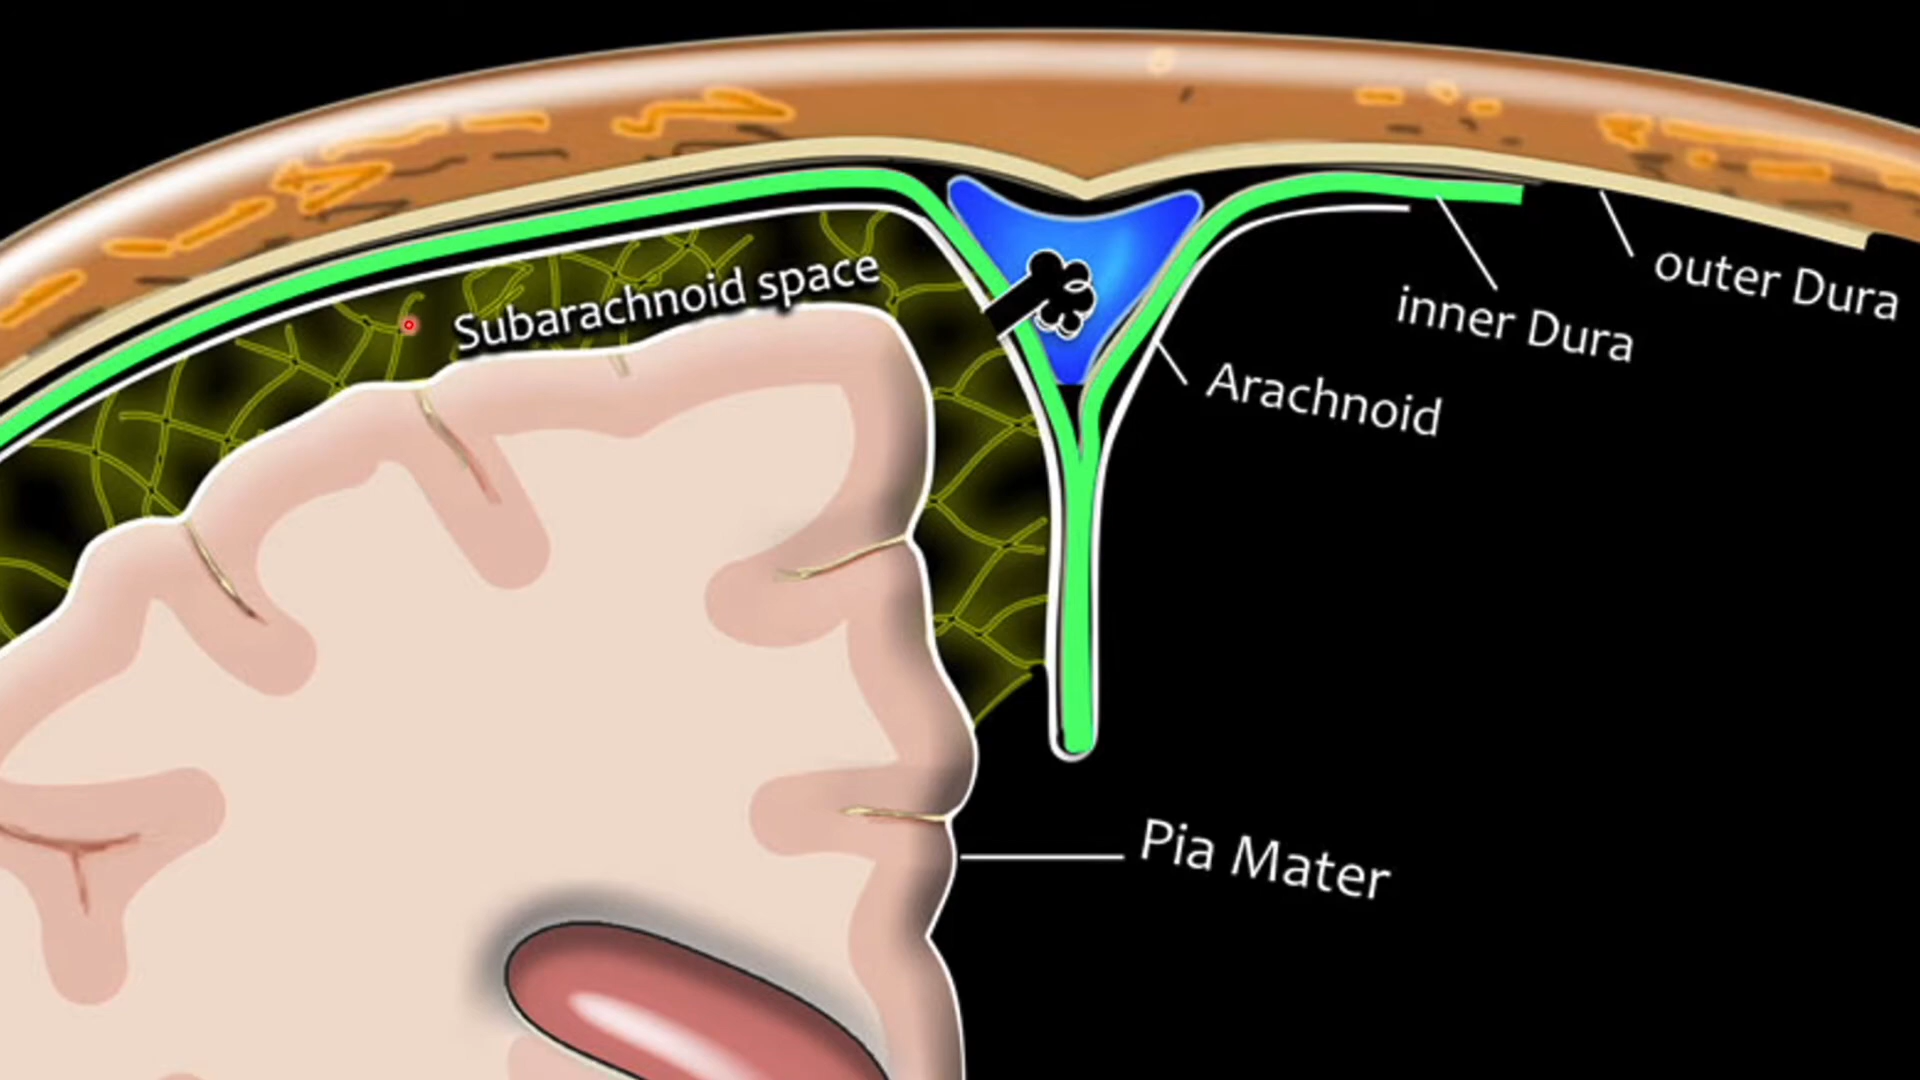 Subarachnoid space
outer Dura
inner Dura
Arachnoid
Pia Mater